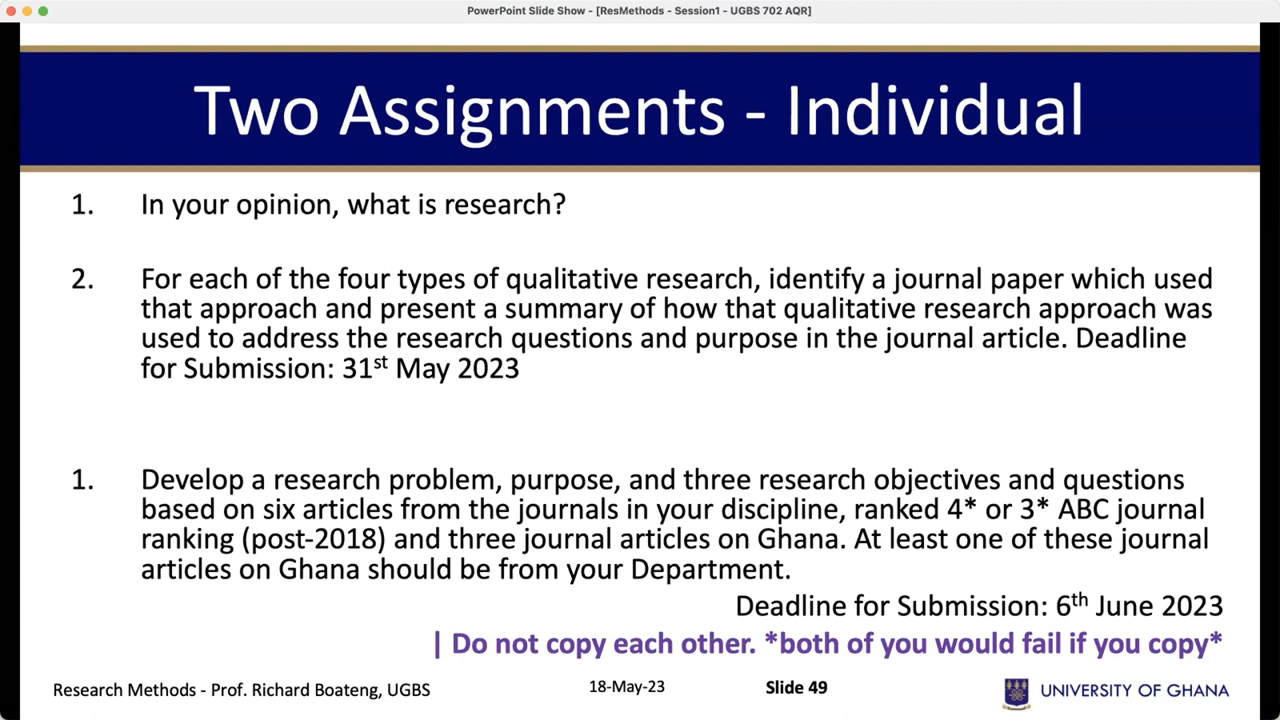 PowerPoint Slide Show - [ResMethods - Session1 - UGBS 702 AQR]
Two Assignments - Individual
1. In your opinion, what is research?
2. For each of the four types of qualitative research, identify a journal paper which used
that approach and present a summary of how that qualitative research approach was
used to address the research questions and purpose in the journal article. Deadline
for Submission: 31st May 2023
1. Develop a research problem, purpose, and three research objectives and questions
based on six articles from the journals in your discipline, ranked 4* or 3* ABC journal
ranking (post-2018) and three journal articles on Ghana. At least one of these journal
articles on Ghana should be from your Department.
Deadline for Submission: 6th June 2023
| Do not copy each other. *both of you would fail if you copy*
Research Methods - Prof. Richard Boateng, UGBS 18-May-23 Slide 49 UNIVERSITY OF GHANA